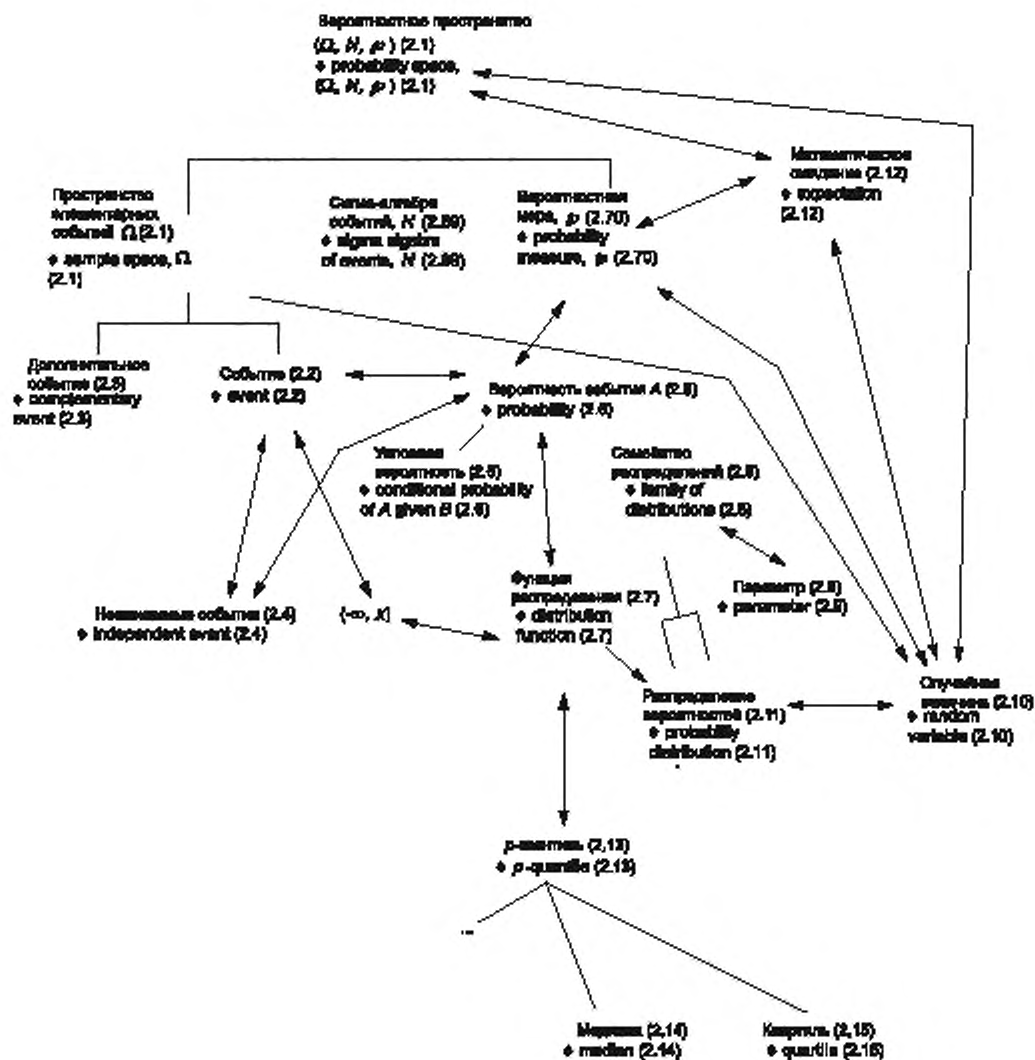 Вероятностное пространство
(Ω, ℵ, ℘) (2.1)
♦ probability space,
(Ω, ℵ, ℘) (2.1)
Математическое
ожидание (2.12)
♦ expectation
(2.12)
Пространство
элементарных
событий Ω (2.1)
♦ sample space, Ω
(2.1)
Сигма-алгебра
событий, ℵ (2.69)
♦ sigma algebra
of events, ℵ (2.69)
Вероятностная
мера, ℘ (2.70)
♦ probability
measure, ℘ (2.70)
Дополнительное
событие (2.3)
♦ complementary
event (2.3)
Событие (2.2)
♦ event (2.2)
Вероятность события A (2.5)
♦ probability (2.5)
Условная
вероятность (2.6)
♦ conditional probability
of A given B (2.6)
Семейство
распределений (2.8)
♦ family of
distributions (2.8)
Независимые события (2.4)
♦ independent event (2.4)
(-∞, x]
Функция
распределения (2.7)
♦ distribution
function (2.7)
Параметр (2.9)
♦ parameter (2.9)
Распределение
вероятностей (2.11)
♦ probability
distribution (2.11)
Случайная
величина (2.10)
♦ random
variable (2.10)
p-квантиль (2,13)
♦ p-quantile (2.13)
...
Медиана (2,14)
♦ median (2.14)
Квартиль (2,15)
♦ quartile (2.15)